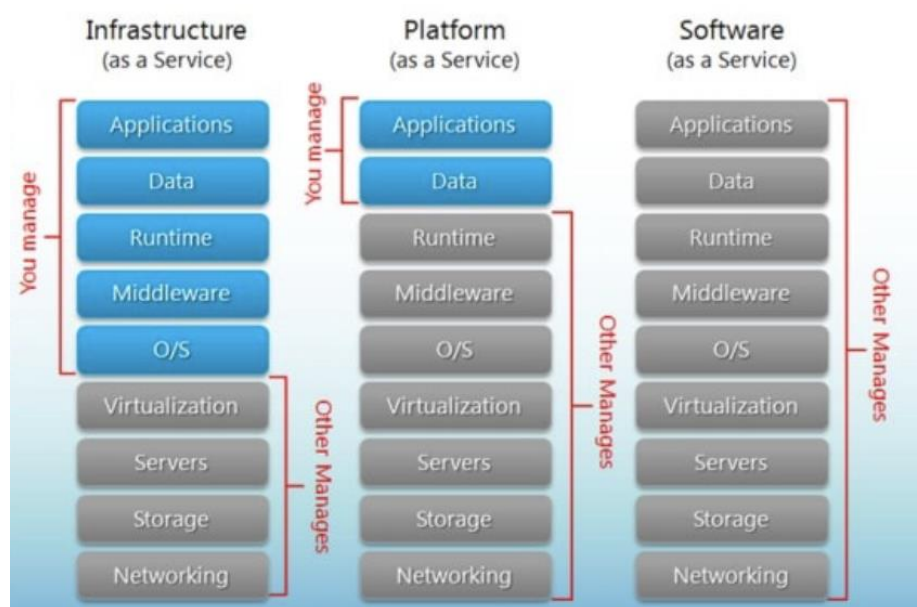 Infrastructure
(as a Service)
You manage
Applications
Data
Runtime
Middleware
O/S
Virtualization
Servers
Storage
Networking
Other Manages
Platform
(as a Service)
You manage
Applications
Data
Runtime
Middleware
O/S
Virtualization
Servers
Storage
Networking
Other Manages
Software
(as a Service)
Applications
Data
Runtime
Middleware
O/S
Virtualization
Servers
Storage
Networking
Other Manages